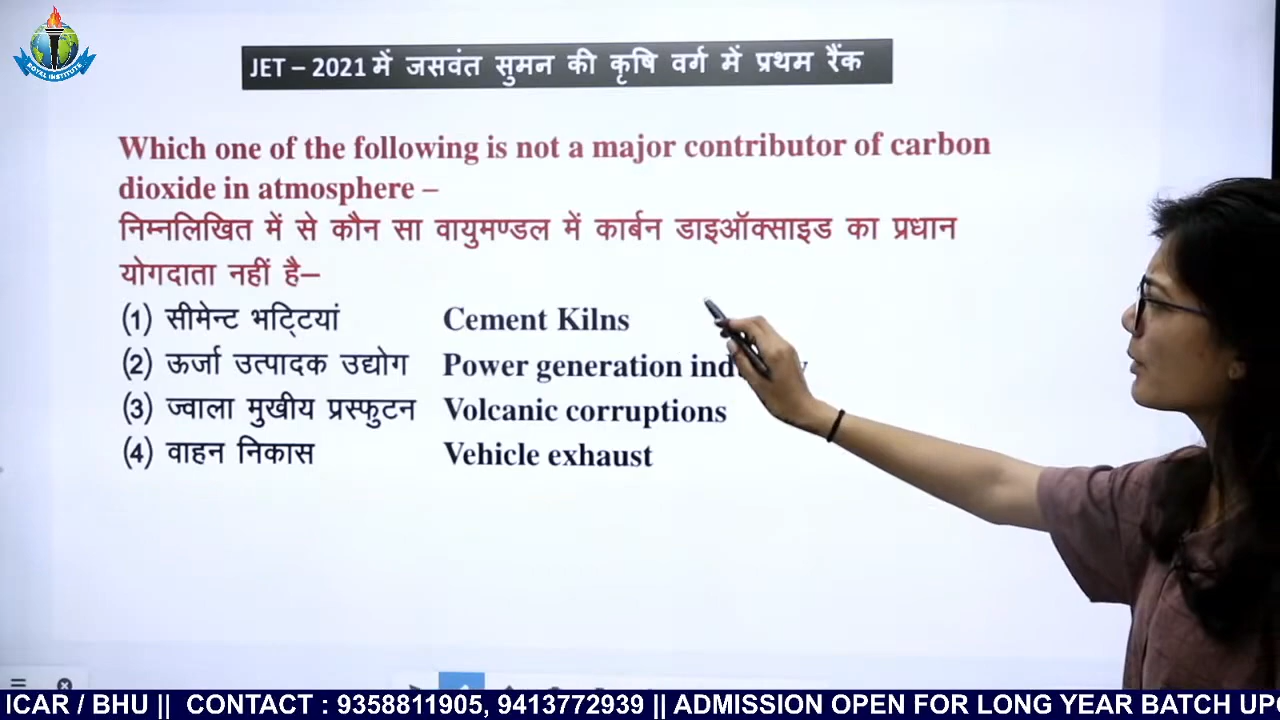 ROYAL INSTITUTE
JET – 2021 में जसवंत सुमन की कृषि वर्ग में प्रथम रैंक
Which one of the following is not a major contributor of carbon
dioxide in atmosphere –
निम्नलिखित में से कौन सा वायुमण्डल में कार्बन डाइऑक्साइड का प्रधान
योगदाता नहीं है–
(1) सीमेन्ट भट्टियां Cement Kilns
(2) ऊर्जा उत्पादक उद्योग Power generation
(3) ज्वाला मुखीय प्रस्फुटन Volcanic corruptions
(4) वाहन निकास Vehicle exhaust
ICAR / BHU || CONTACT : 9358811905, 9413772939 || ADMISSION OPEN FOR LONG YEAR BATCH